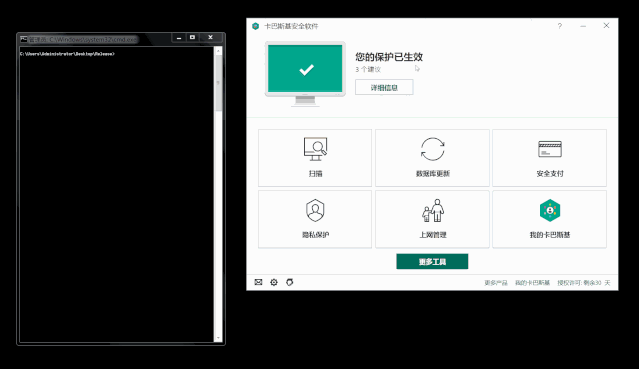 管理员: C:\Windows\system32\cmd.exe
C:\Users\Administrator\Desktop\Release>
卡巴斯基安全软件
您的保护已生效
3 个建议
详细信息
扫描
数据库更新
安全支付
隐私保护
上网管理
我的卡巴斯基
更多工具
更多产品 我的卡巴斯基 授权许可: 剩余30 天